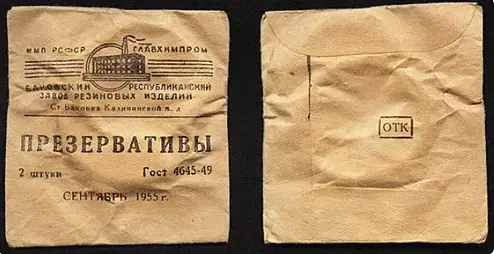 ММП РСФСР ГЛАВХИМПРОМ
БАКОВСКИЙ РЕСПУБЛИКАНСКИЙ
ЗАВОД РЕЗИНОВЫХ ИЗДЕЛИЙ
Ст Баковка Калининской ж. д
ПРЕЗЕРВАТИВЫ
2 штуки Гост 4645-49
СЕНТЯБРЬ 1955 г.
ОТК